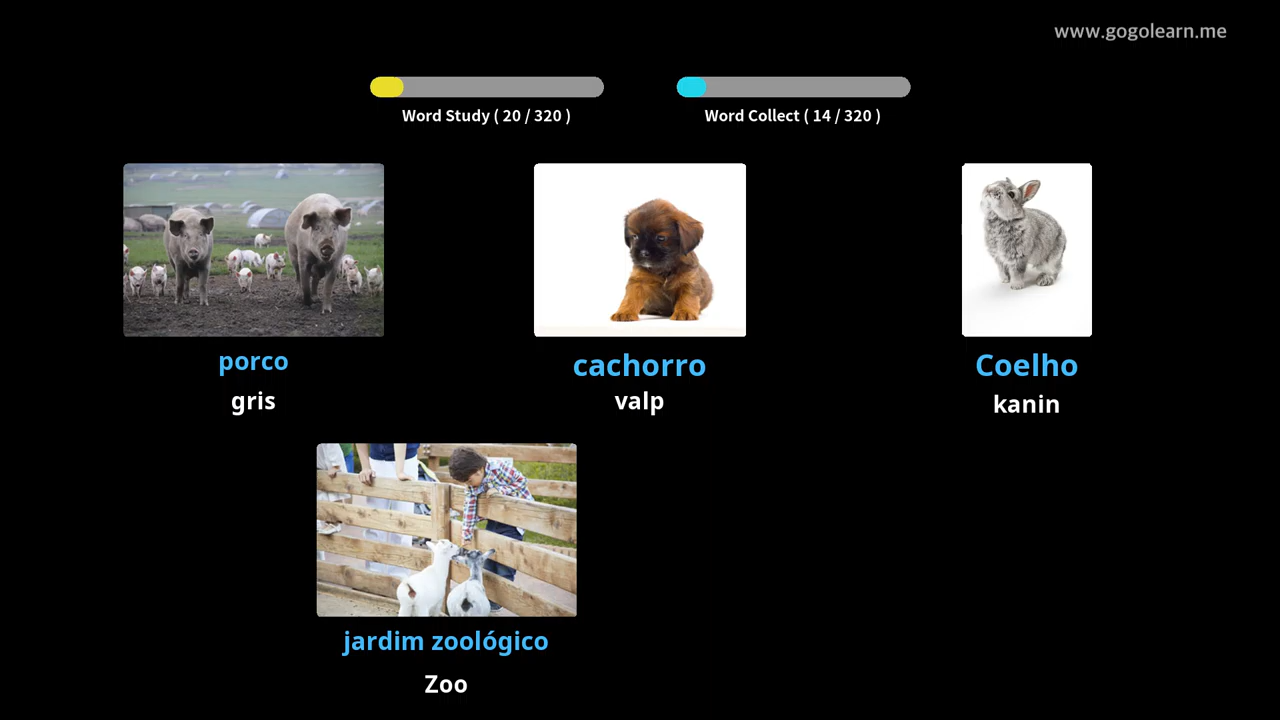 www.gogolearn.me
Word Study ( 20 / 320 )
Word Collect ( 14 / 320 )
porco
gris
cachorro
valp
Coelho
kanin
jardim zoológico
Zoo